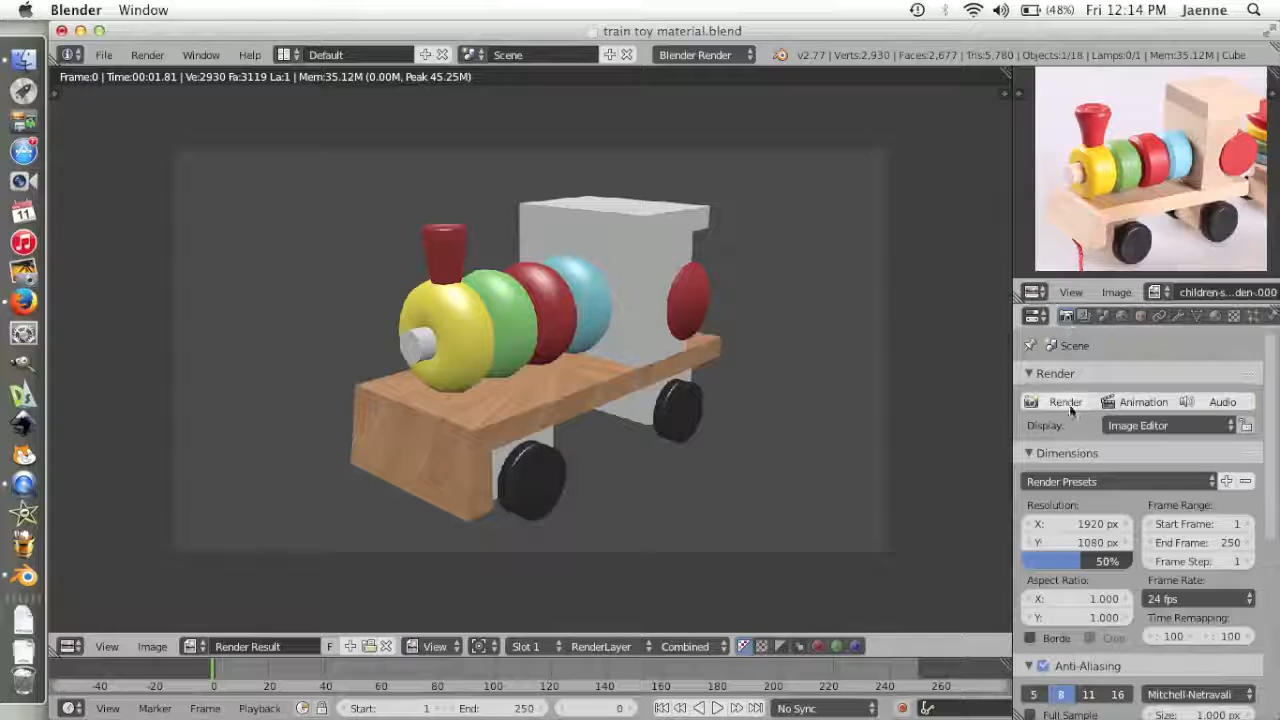 Blender Window (48%) Fri 12:14 PM Jaenne
train toy material.blend
File Render Window Help Default Scene Blender Render v2.77 | Verts:2,930 | Faces:2,677 | Tris:5,780 | Objects:1/18 | Lamps:0/1 | Mem:35.12M | Cube
Frame:0 | Time:00:01.81 | Ve:2930 Fa:3119 La:1 | Mem:35.12M (0.00M, Peak 45.25M)
View Image children-s...den-000
Scene
Render
Render Animation Audio
Display: Image Editor
Dimensions
Render Presets
Resolution: Frame Range:
X: 1920 px Start Frame: 1
Y: 1080 px End Frame: 250
50% Frame Step: 1
Aspect Ratio: Frame Rate:
X: 1.000 24 fps
Y: 1.000 Time Remapping:
Borde Crop : 100 : 100
Anti-Aliasing
5 8 11 16 Mitchell-Netravali
Full Sample Size: 1.000 px
View Image Render Result F View Slot 1 RenderLayer Combined
-40 -20 0 20 40 60 80 100 120 140 160 180 200 220 240 260
View Marker Frame Playback Start: 1 End: 250 0 No Sync